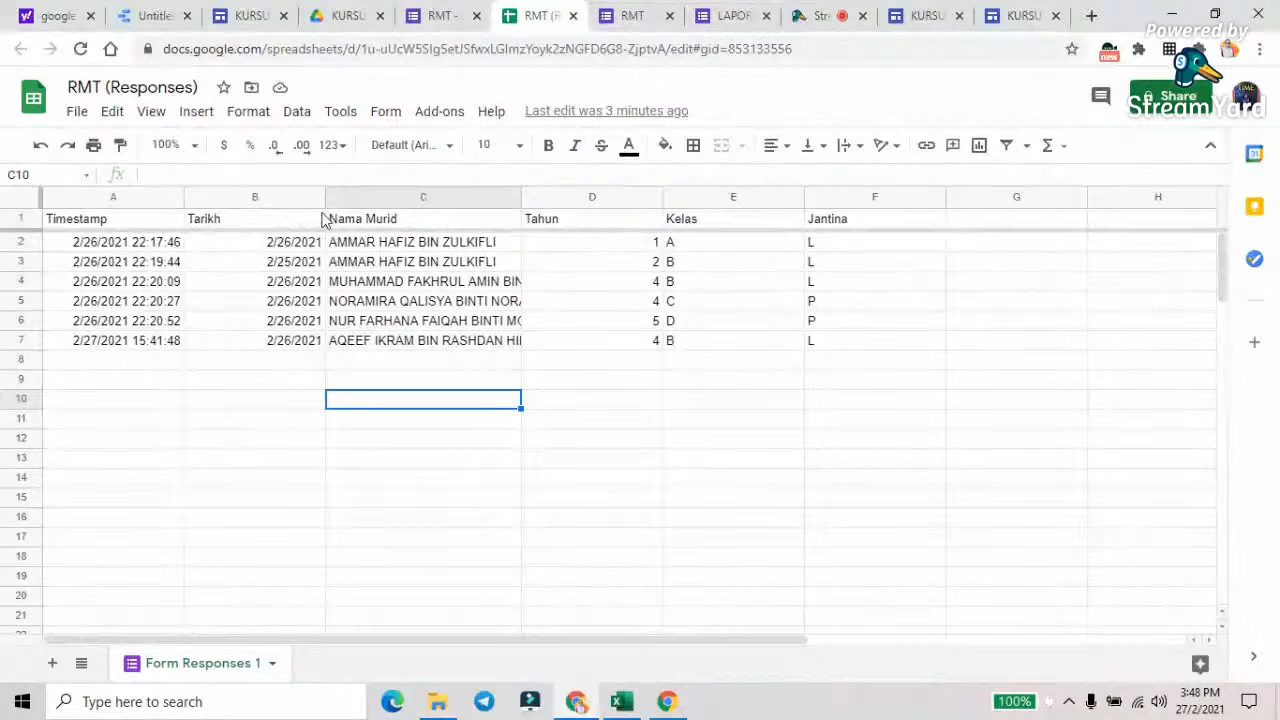 google
Untitle
KURSU
KURSU
RMT -
RMT (F
RMT
LAPOF
Stre
KURSU
KURSU
Powered by
docs.google.com/spreadsheets/d/1u-uUcW5SIg5etJSfwxLGlmzYoyk2zNGFD6G8-ZjptvA/edit#gid=853133556
new
RMT (Responses)
File Edit View Insert Format Data Tools Form Add-ons Help Last edit was 3 minutes ago
Share
StreamYard
100% $ % .0 .00 123 Default (Ari... 10 B I S A
C10 fx
A B C D E F G H
1 Timestamp Tarikh Nama Murid Tahun Kelas Jantina
2 2/26/2021 22:17:46 2/26/2021 AMMAR HAFIZ BIN ZULKIFLI 1 A L
3 2/26/2021 22:19:44 2/25/2021 AMMAR HAFIZ BIN ZULKIFLI 2 B L
4 2/26/2021 22:20:09 2/26/2021 MUHAMMAD FAKHRUL AMIN BIN 4 B L
5 2/26/2021 22:20:27 2/26/2021 NORAMIRA QALISYA BINTI NORA 4 C P
6 2/26/2021 22:20:52 2/26/2021 NUR FARHANA FAIQAH BINTI MO 5 D P
7 2/27/2021 15:41:48 2/26/2021 AQEEF IKRAM BIN RASHDAN HI 4 B L
8
9
10
11
12
13
14
15
16
17
18
19
20
21
Form Responses 1
Type here to search
100%
3:48 PM
27/2/2021